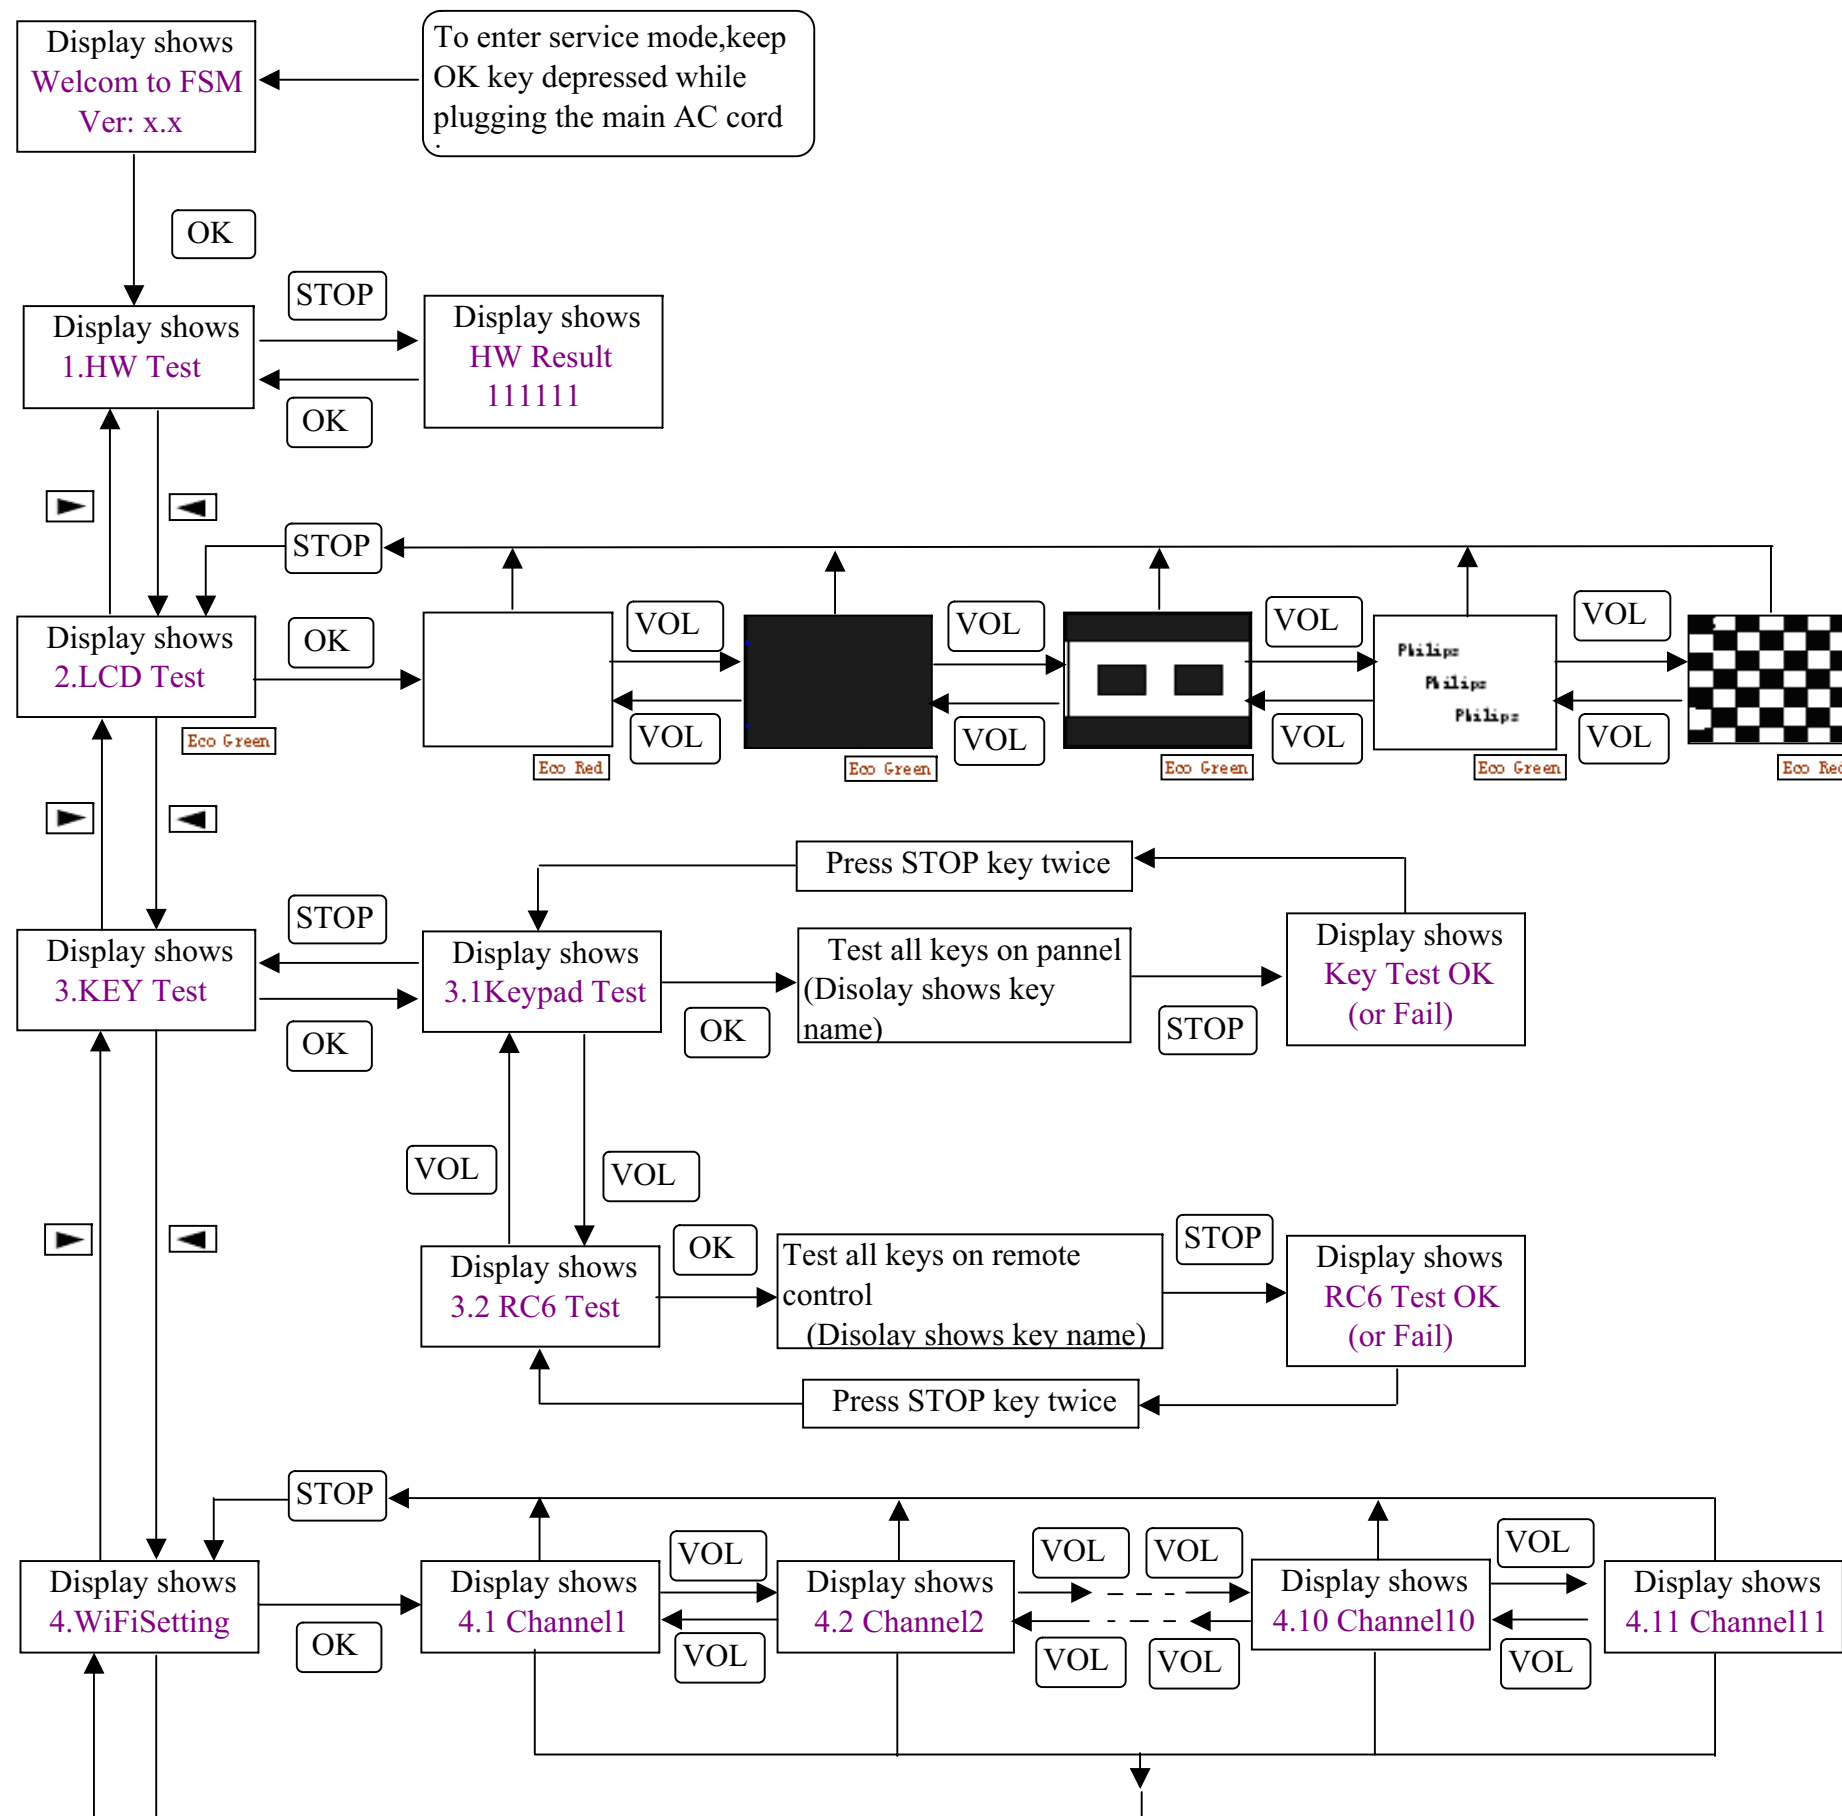 Display shows
Welcom to FSM
Ver: x.x
To enter service mode,keep
OK key depressed while
plugging the main AC cord
OK
STOP
Display shows
1.HW Test
Display shows
HW Result
111111
OK
STOP
Display shows
2.LCD Test
OK
VOL
VOL
VOL
VOL
Philips
Philips
Philips
VOL
VOL
VOL
VOL
Eco Green
Eco Red
Eco Green
Eco Green
Eco Green
Eco Red
Press STOP key twice
STOP
Display shows
3.KEY Test
Display shows
3.1Keypad Test
Test all keys on pannel
(Disolay shows key
name)
Display shows
Key Test OK
(or Fail)
OK
OK
STOP
VOL
VOL
OK
STOP
Display shows
3.2 RC6 Test
Test all keys on remote
control
(Disolay shows key name)
Display shows
RC6 Test OK
(or Fail)
Press STOP key twice
STOP
VOL
VOL
VOL
VOL
Display shows
4.WiFiSetting
Display shows
4.1 Channel1
Display shows
4.2 Channel2
Display shows
4.10 Channel10
Display shows
4.11 Channel11
OK
VOL
VOL
VOL
VOL